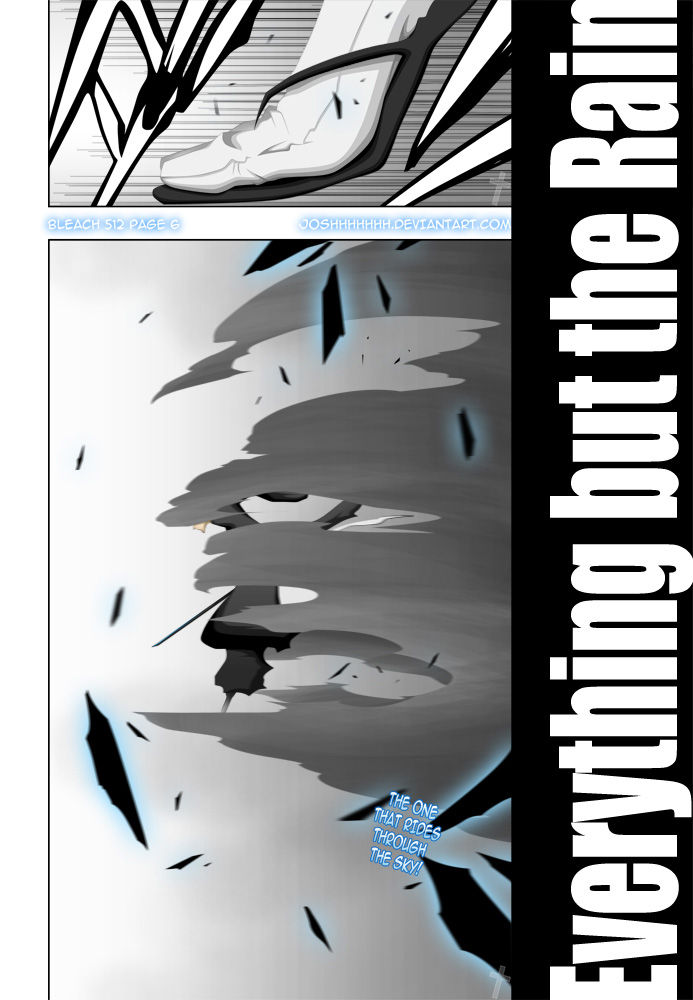 BLEACH 512 PAGE 6
JOSHHHHHHH.DEVIANTART.COM
Everything but the Rain
THE ONE
THAT RIDES
THROUGH
THE SKY!